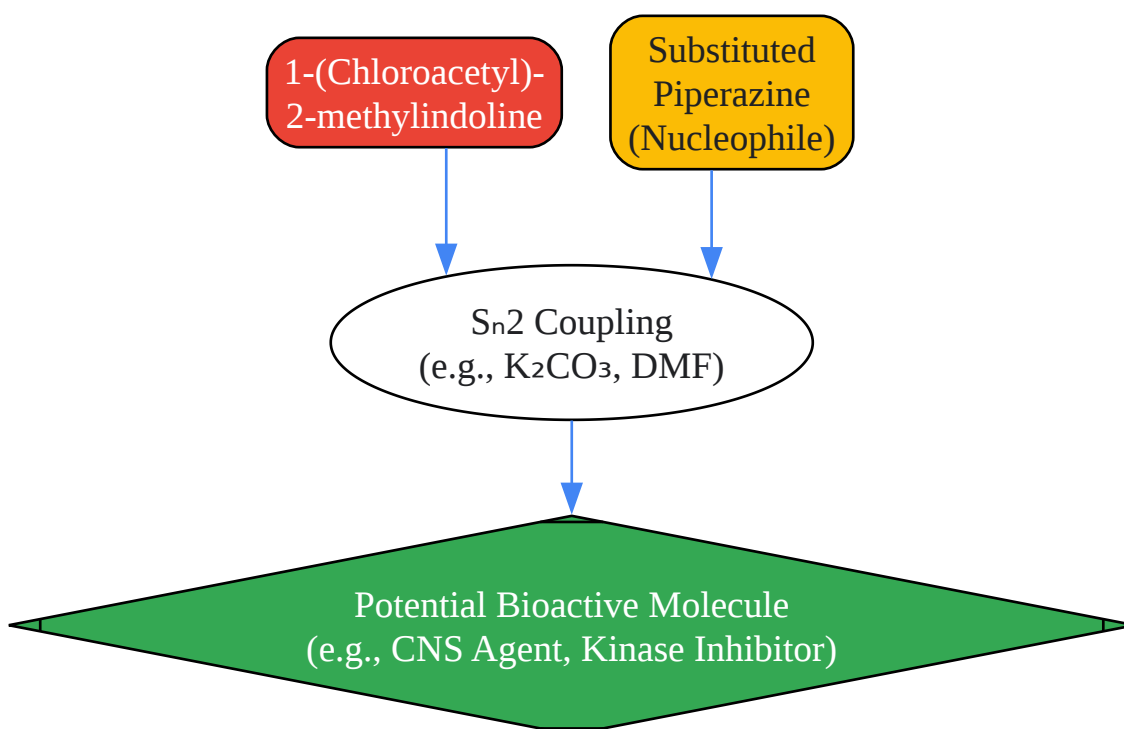 1-(Chloroacetyl)-
2-methylindoline
Substituted
Piperazine
(Nucleophile)
Sₙ2 Coupling
(e.g., K₂CO₃, DMF)
Potential Bioactive Molecule
(e.g., CNS Agent, Kinase Inhibitor)